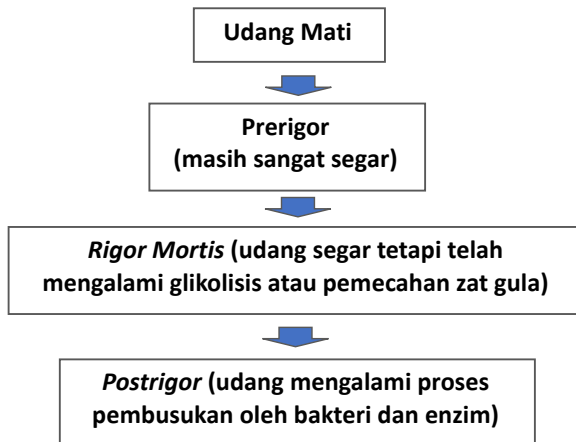 Udang Mati
Prerigor
(masih sangat segar)
Rigor Mortis (udang segar tetapi telah
mengalami glikolisis atau pemecahan zat gula)
Postrigor (udang mengalami proses
pembusukan oleh bakteri dan enzim)